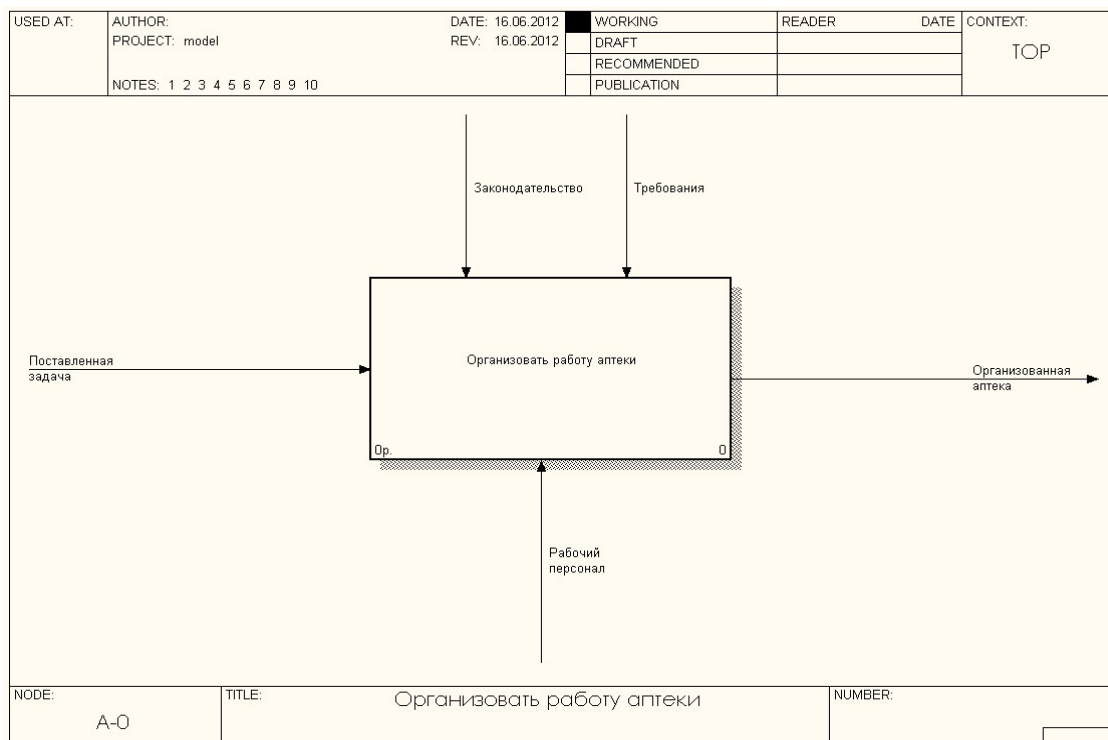 USED AT:
AUTHOR:
DATE: 16.06.2012
WORKING
READER
DATE
CONTEXT:
PROJECT: model
REV: 16.06.2012
DRAFT
TOP
RECOMMENDED
NOTES: 1 2 3 4 5 6 7 8 9 10
PUBLICATION
Законодательство
Требования
Поставленная
задача
Организовать работу аптеки
Организованная
аптека
0р.
0
Рабочий
персонал
NODE:
TITLE:
Организовать работу аптеки
NUMBER:
A-0